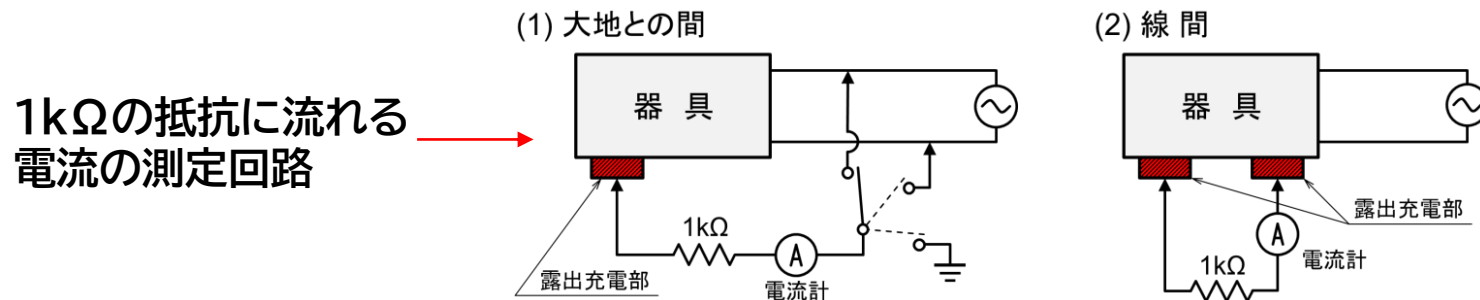 1kΩの抵抗に流れる
電流の測定回路
(1) 大地との間
器 具
1kΩ
A
電流計
露出充電部
(2) 線 間
器 具
露出充電部
A
電流計
1kΩ